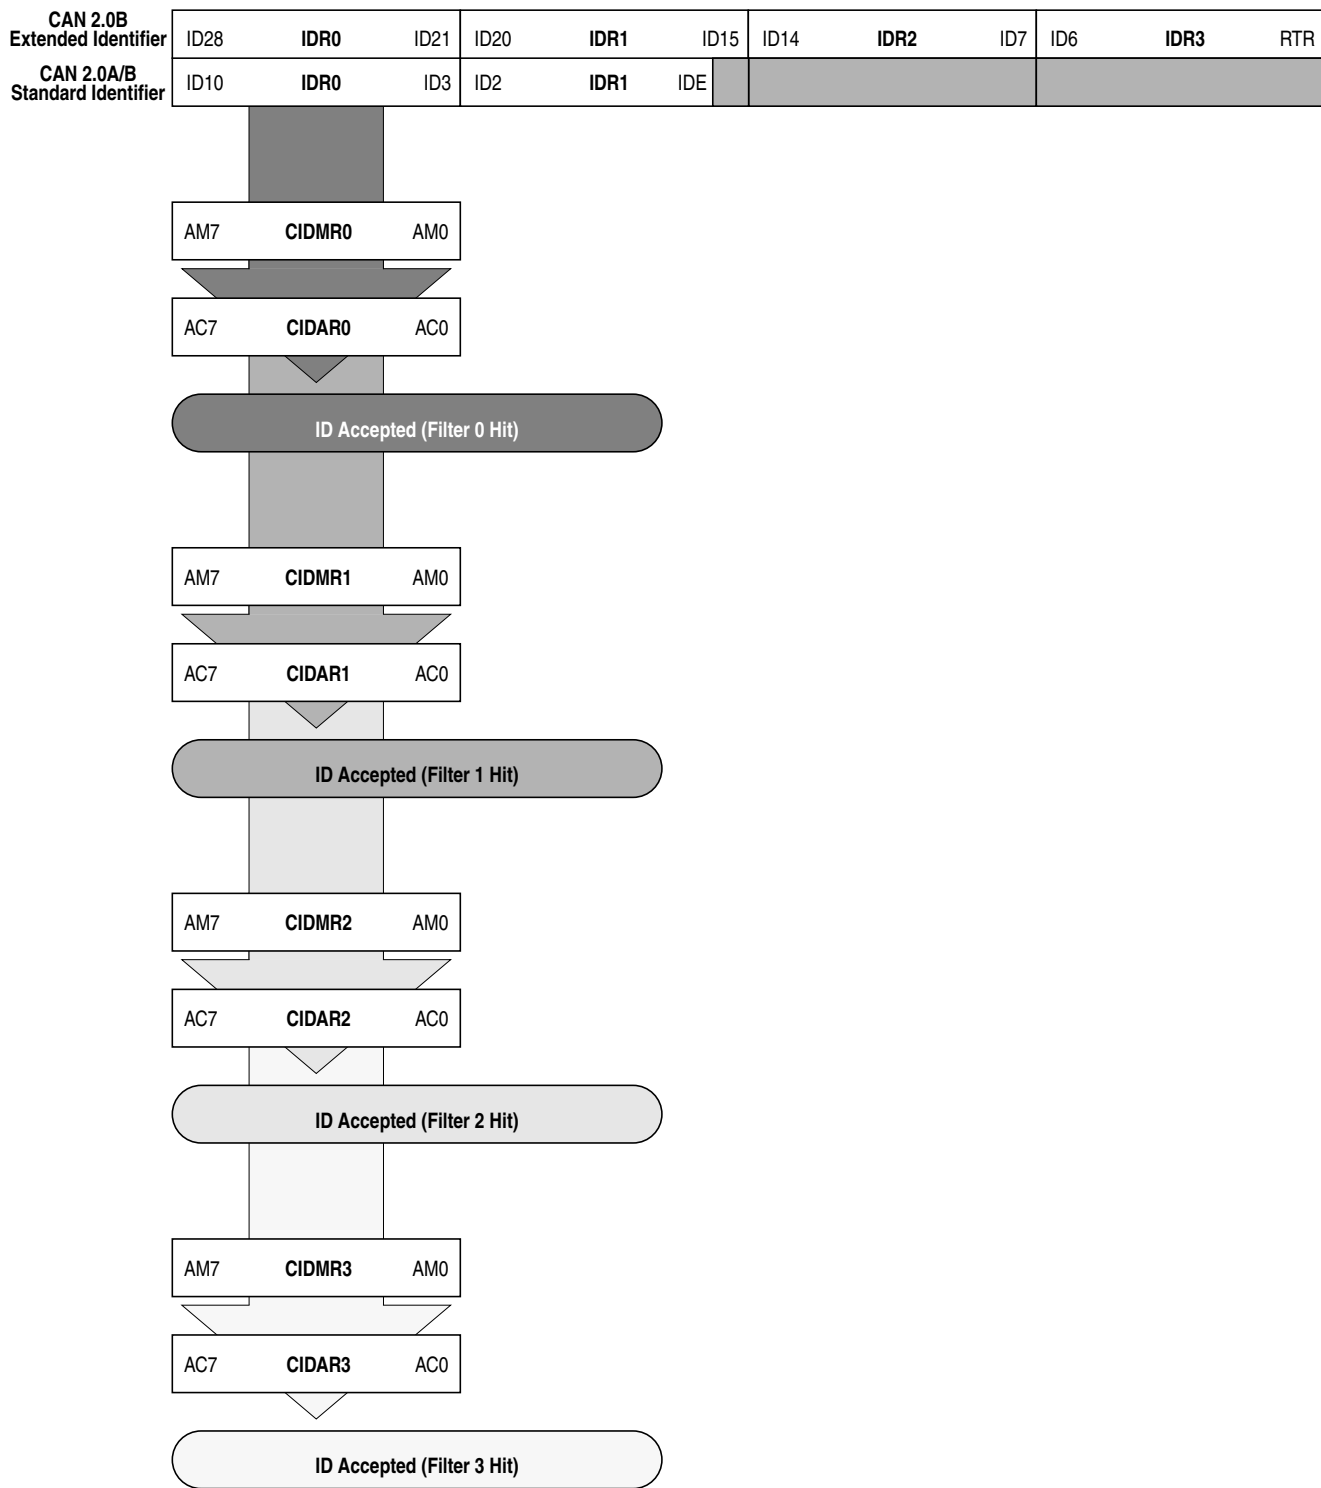 CAN 2.0B
Extended Identifier
ID28 IDR0 ID21 ID20 IDR1 ID15 ID14 IDR2 ID7 ID6 IDR3 RTR
CAN 2.0A/B
Standard Identifier
ID10 IDR0 ID3 ID2 IDR1 IDE
AM7 CIDMR0 AM0
AC7 CIDAR0 AC0
ID Accepted (Filter 0 Hit)
AM7 CIDMR1 AM0
AC7 CIDAR1 AC0
ID Accepted (Filter 1 Hit)
AM7 CIDMR2 AM0
AC7 CIDAR2 AC0
ID Accepted (Filter 2 Hit)
AM7 CIDMR3 AM0
AC7 CIDAR3 AC0
ID Accepted (Filter 3 Hit)